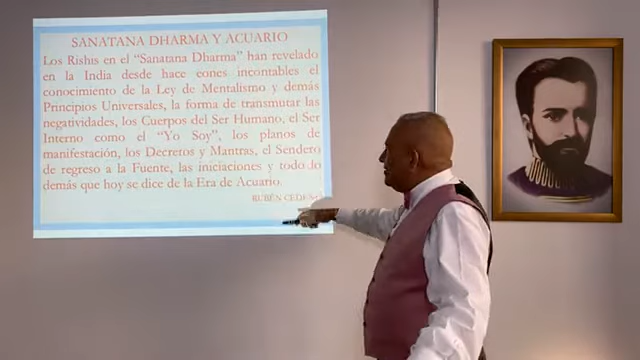 SANATANA DHARMA Y ACUARIO
Los Rishis en el "Sanatana Dharma" han revelado
en la India desde hace eones incontables el
conocimiento de la Ley de Mentalismo y demás
Principios Universales, la forma de transmutar las
negatividades, los Cuerpos del Ser Humano, el Ser
Interno como el "Yo Soy", los planos de
manifestación, los Decretos y Mantras, el Sendero
de regreso a la Fuente, las iniciaciones y todo lo
demás que hoy se dice de la Era de Acuario.
RUBÉN CEDEÑO